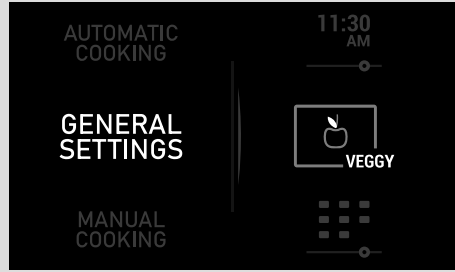 AUTOMATIC
COOKING
GENERAL
SETTINGS
MANUAL
COOKING
11:30
AM
VEGGY